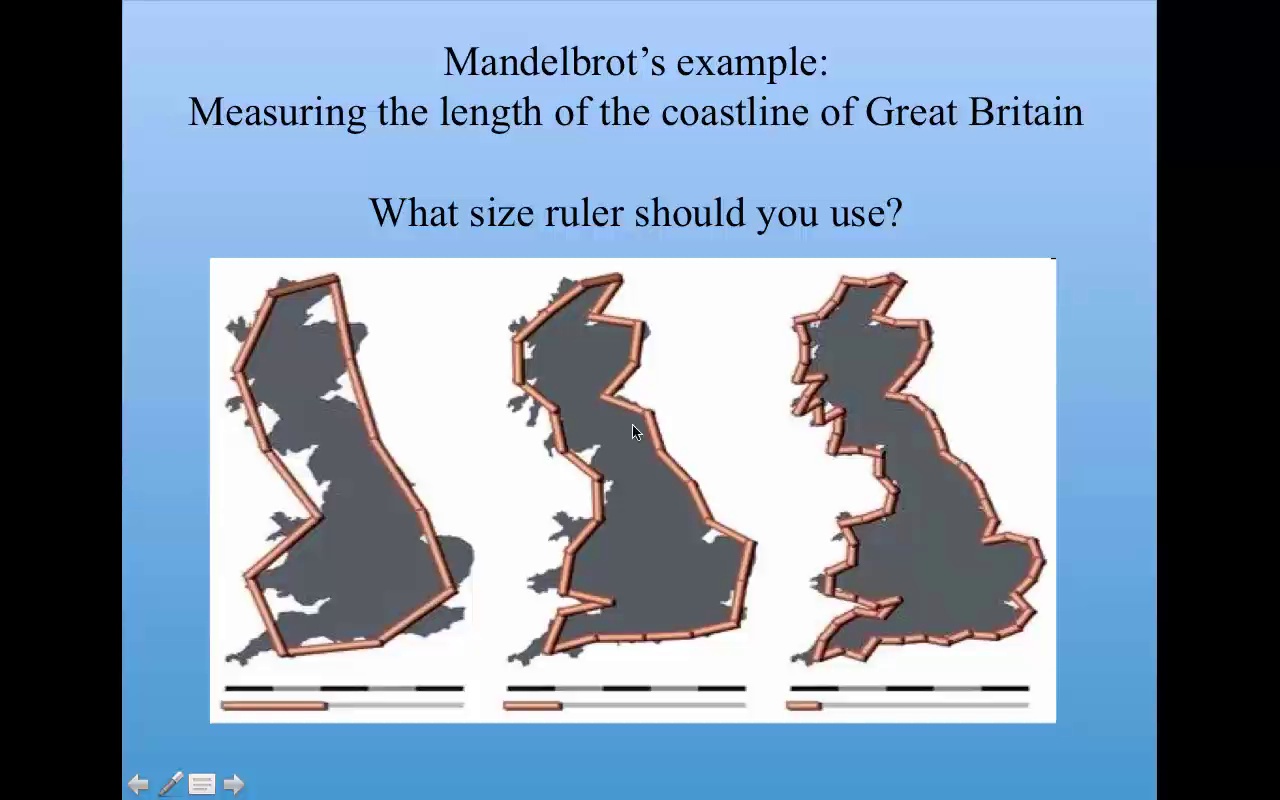 Mandelbrot’s example:
Measuring the length of the coastline of Great Britain
What size ruler should you use?